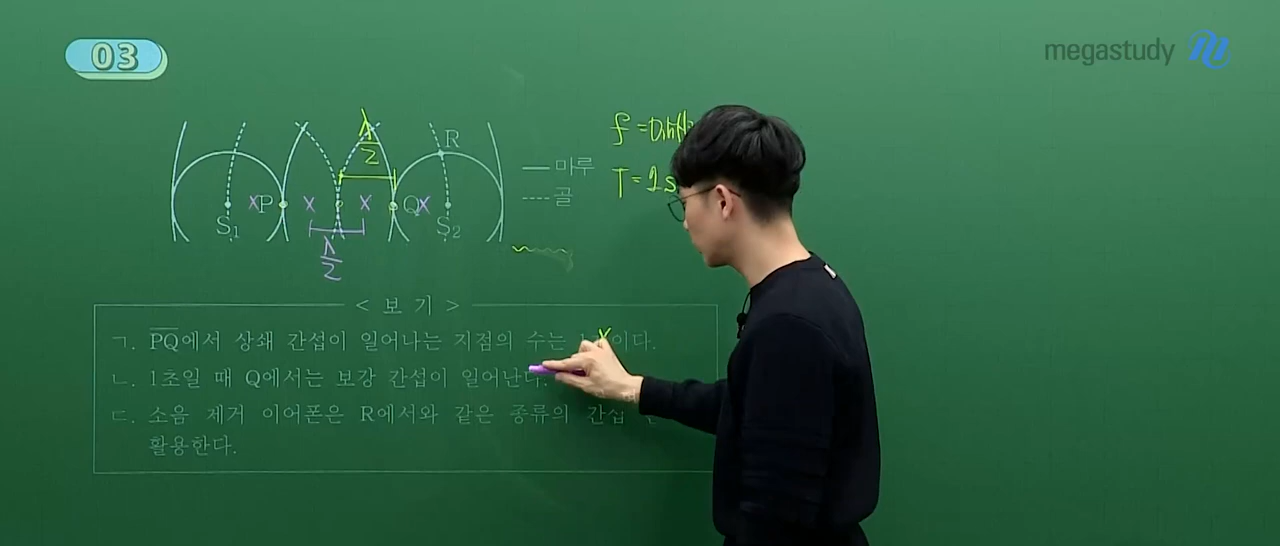 03
megastudy
λ/2
R
마루
골
f =
T = 1s
P
Q
S₁
S₂
λ/2
< 보 기 >
ㄱ. PQ에서 상쇄 간섭이 일어나는 지점의 수는 이다.
ㄴ. 1초일 때 Q에서는 보강 간섭이 일어난다.
ㄷ. 소음 제거 이어폰은 R에서와 같은 종류의 간섭
활용한다.